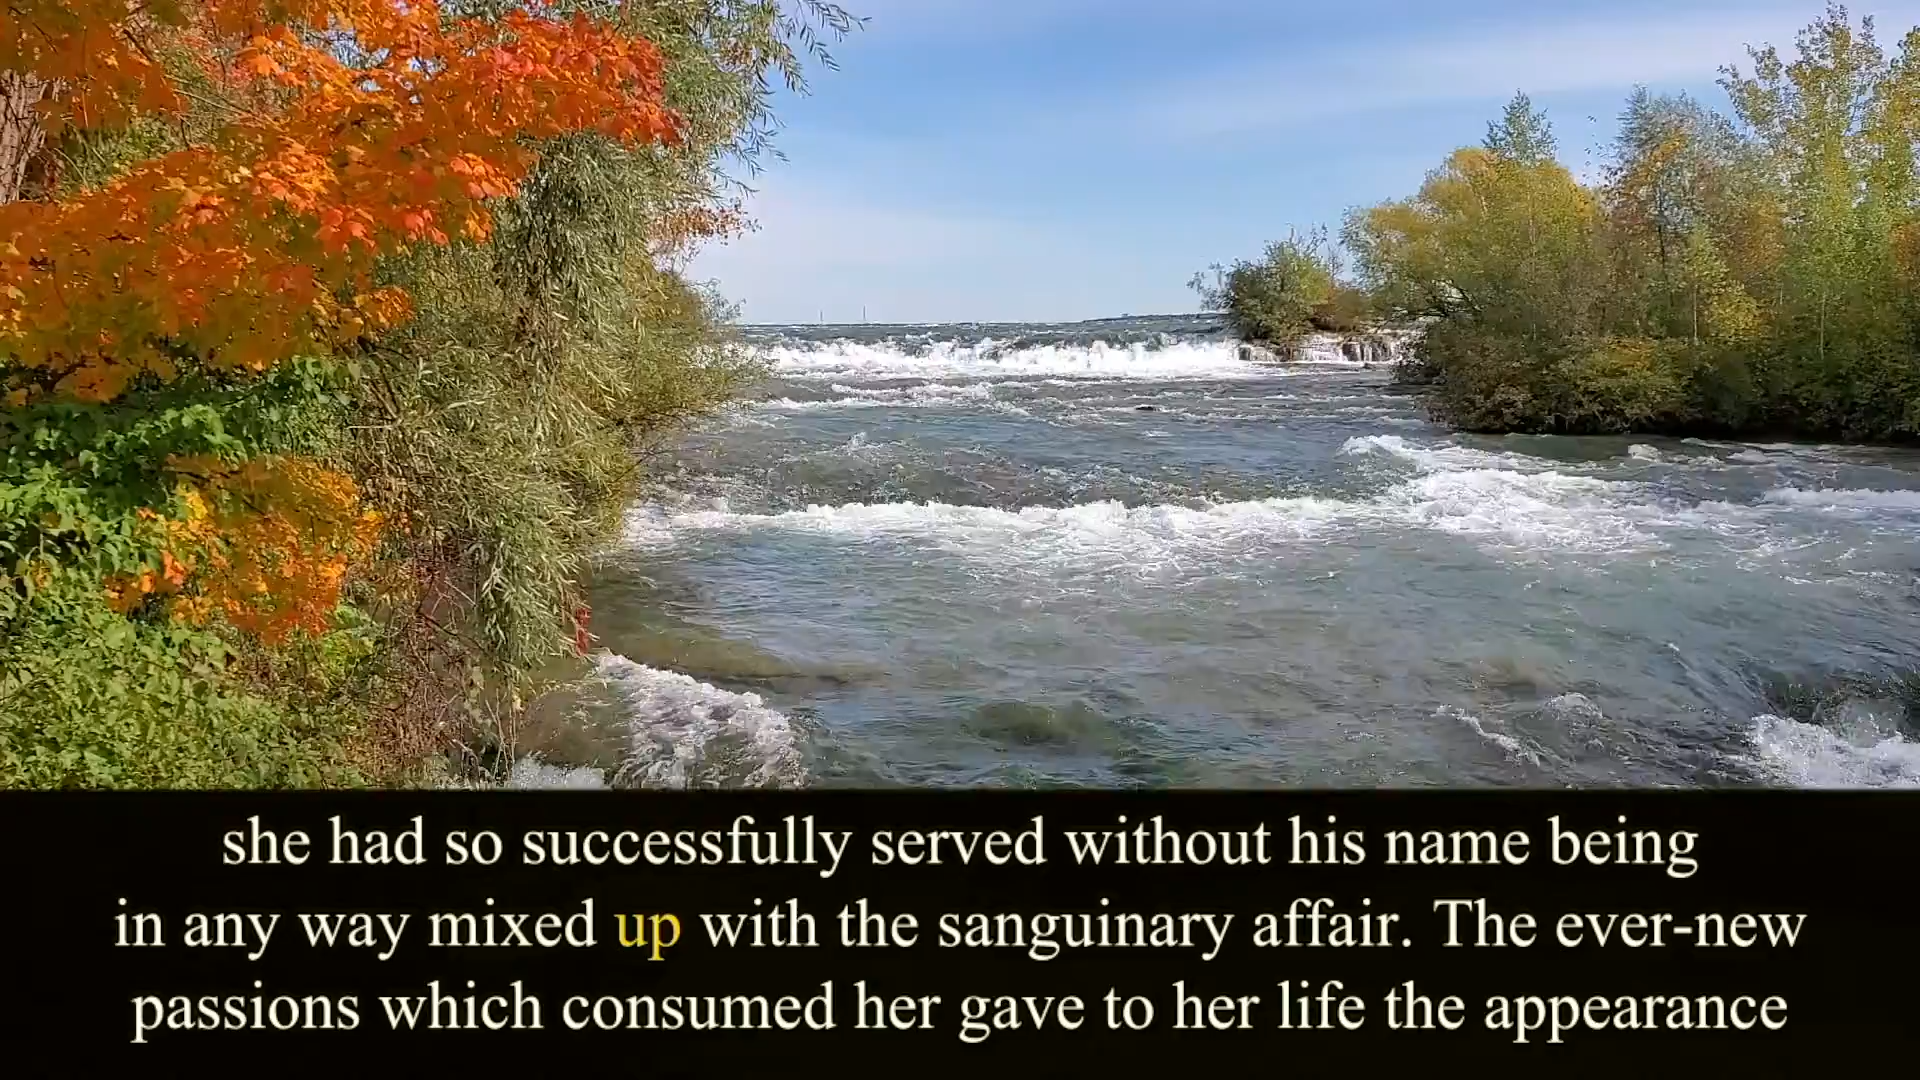 she had so successfully served without his name being
in any way mixed up with the sanguinary affair. The ever-new
passions which consumed her gave to her life the appearance